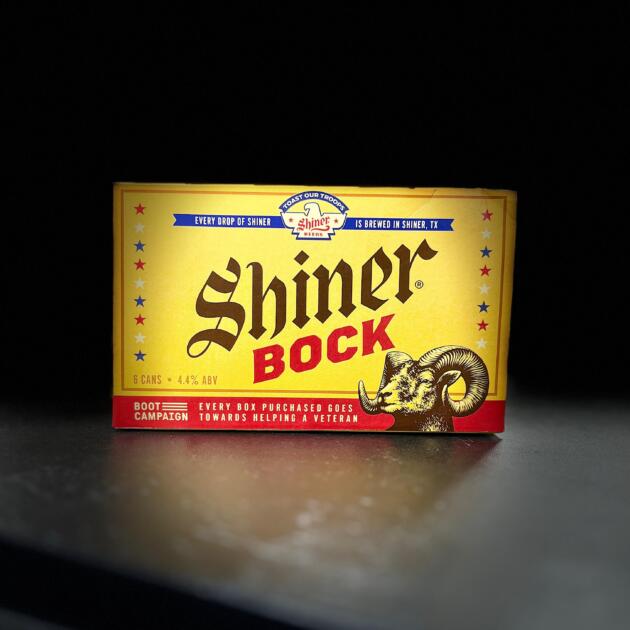 TOAST OUR TROOPS
EVERY DROP OF SHINER
Shiner
BEERS
IS BREWED IN SHINER, TX
Shiner®
BOCK
6 CANS • 4.4% ABV
BOOT
CAMPAIGN
EVERY BOX PURCHASED GOES
TOWARDS HELPING A VETERAN